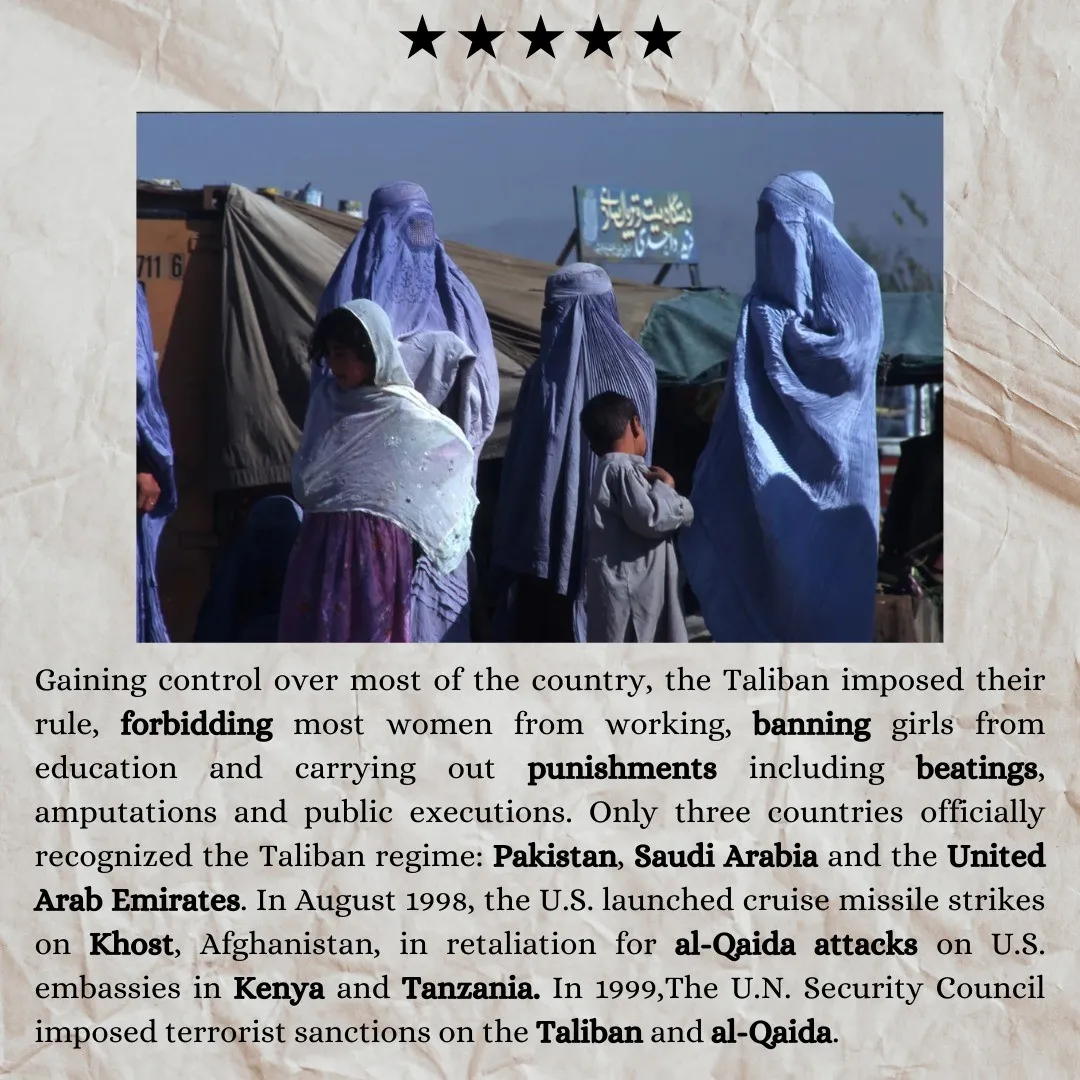 711 6
Gaining control over most of the country, the Taliban imposed their
rule, forbidding most women from working, banning girls from
education and carrying out punishments including beatings,
amputations and public executions. Only three countries officially
recognized the Taliban regime: Pakistan, Saudi Arabia and the United
Arab Emirates. In August 1998, the U.S. launched cruise missile strikes
on Khost, Afghanistan, in retaliation for al-Qaida attacks on U.S.
embassies in Kenya and Tanzania. In 1999,The U.N. Security Council
imposed terrorist sanctions on the Taliban and al-Qaida.